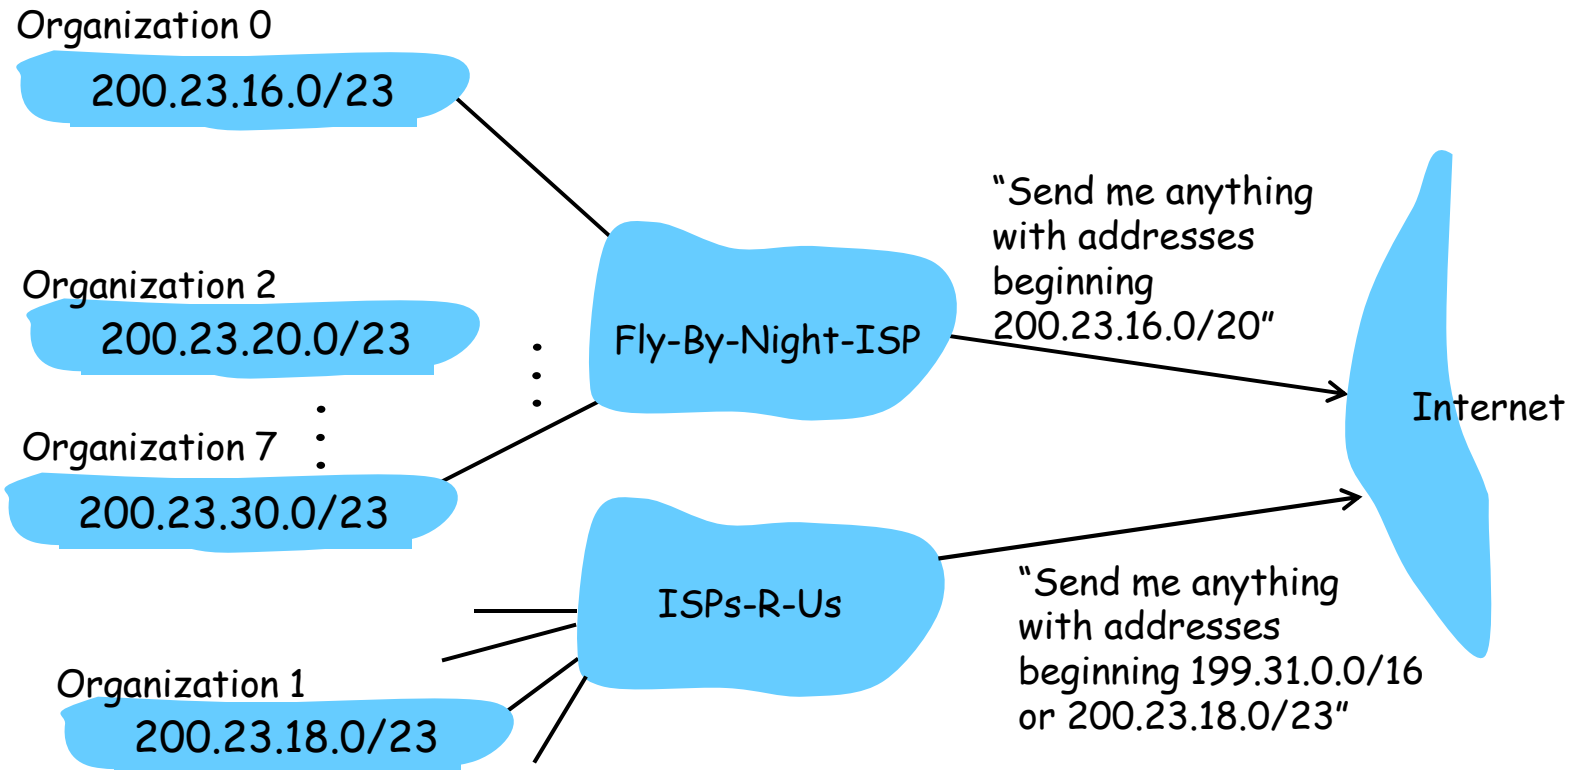 Organization 0
200.23.16.0/23
Organization 2
200.23.20.0/23
Organization 7
200.23.30.0/23
Fly-By-Night-ISP
“Send me anything
with addresses
beginning
200.23.16.0/20”
Internet
ISPs-R-Us
“Send me anything
with addresses
beginning 199.31.0.0/16
or 200.23.18.0/23”
Organization 1
200.23.18.0/23